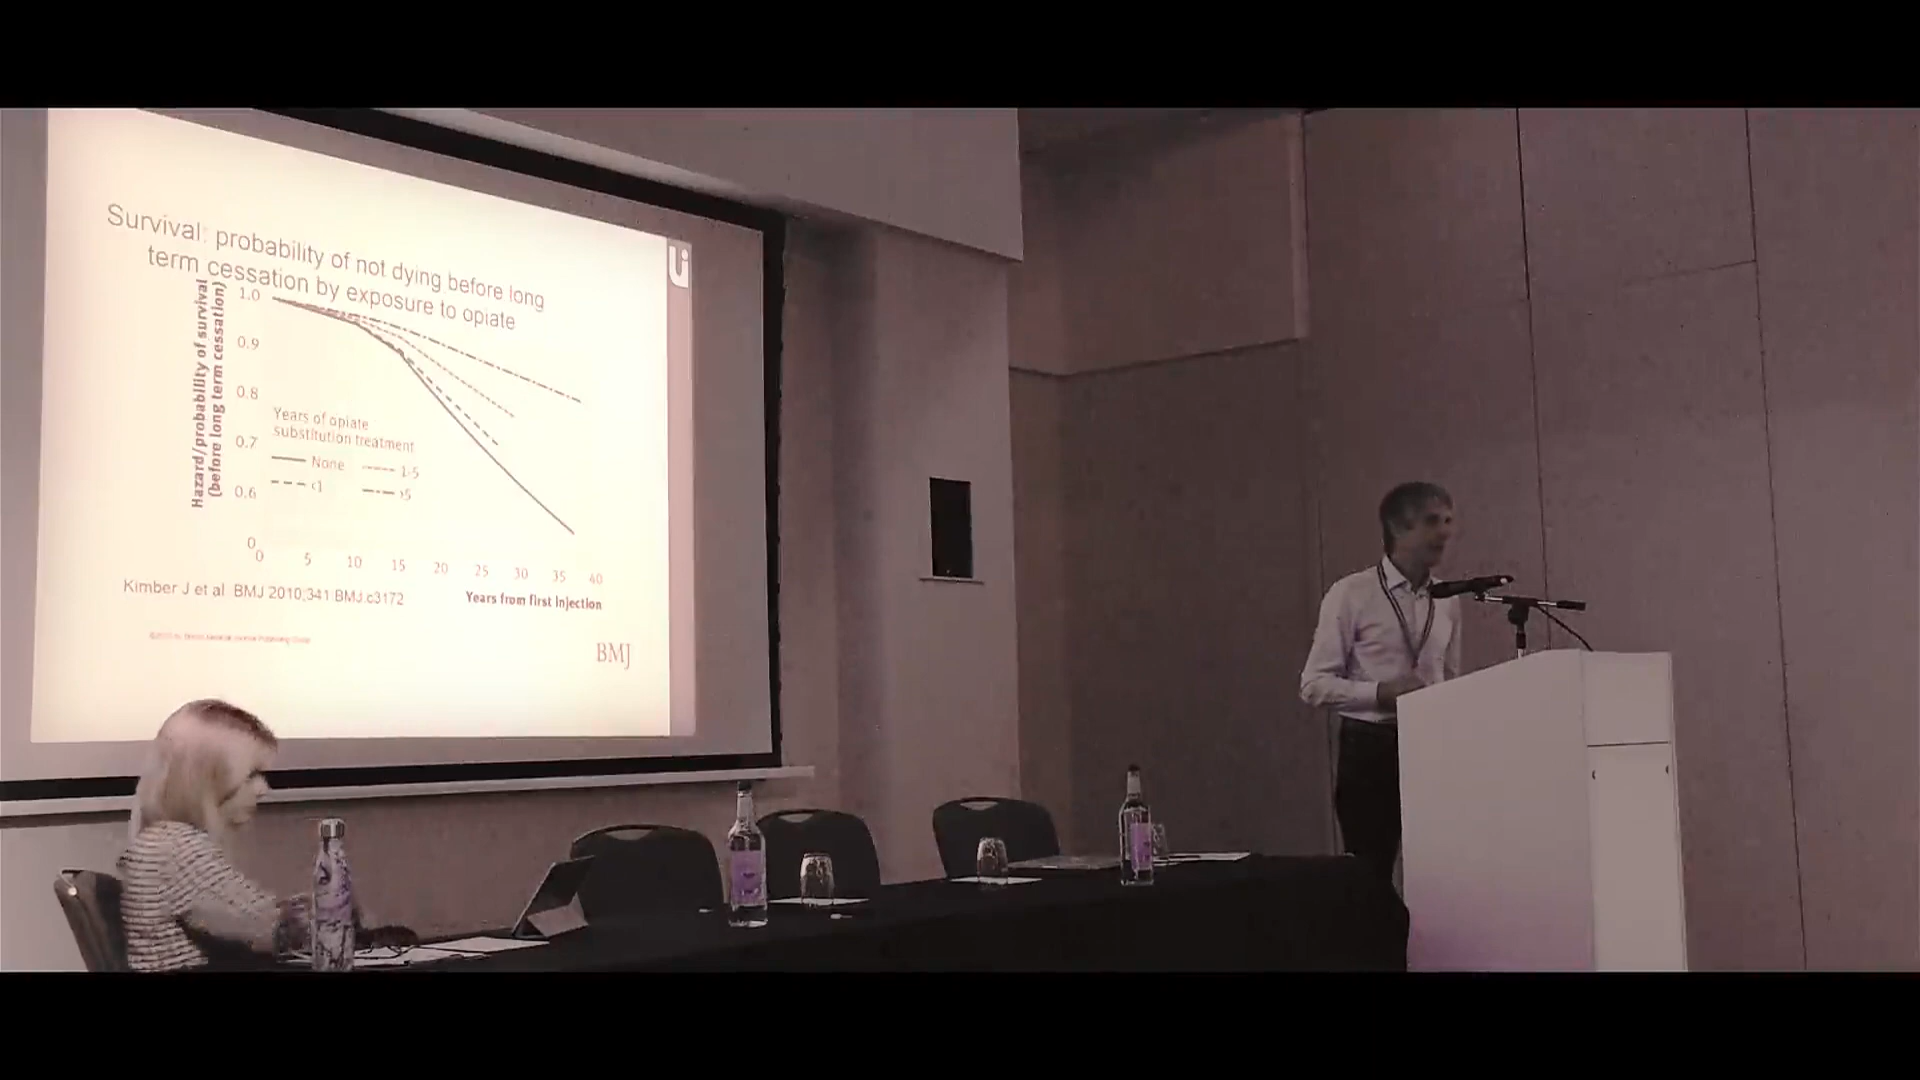 Survival: probability of not dying before long
term cessation by exposure to opiate
Hazard/probability of survival
(before long term cessation)
1.0
0.9
0.8
0.7
0.6
0
Years of opiate
substitution treatment
None
1-5
<1
>5
0 5 10 15 20 25 30 35 40
Years from first injection
Kimber J et al BMJ 2010;341:BMJ.c3172
BMJ